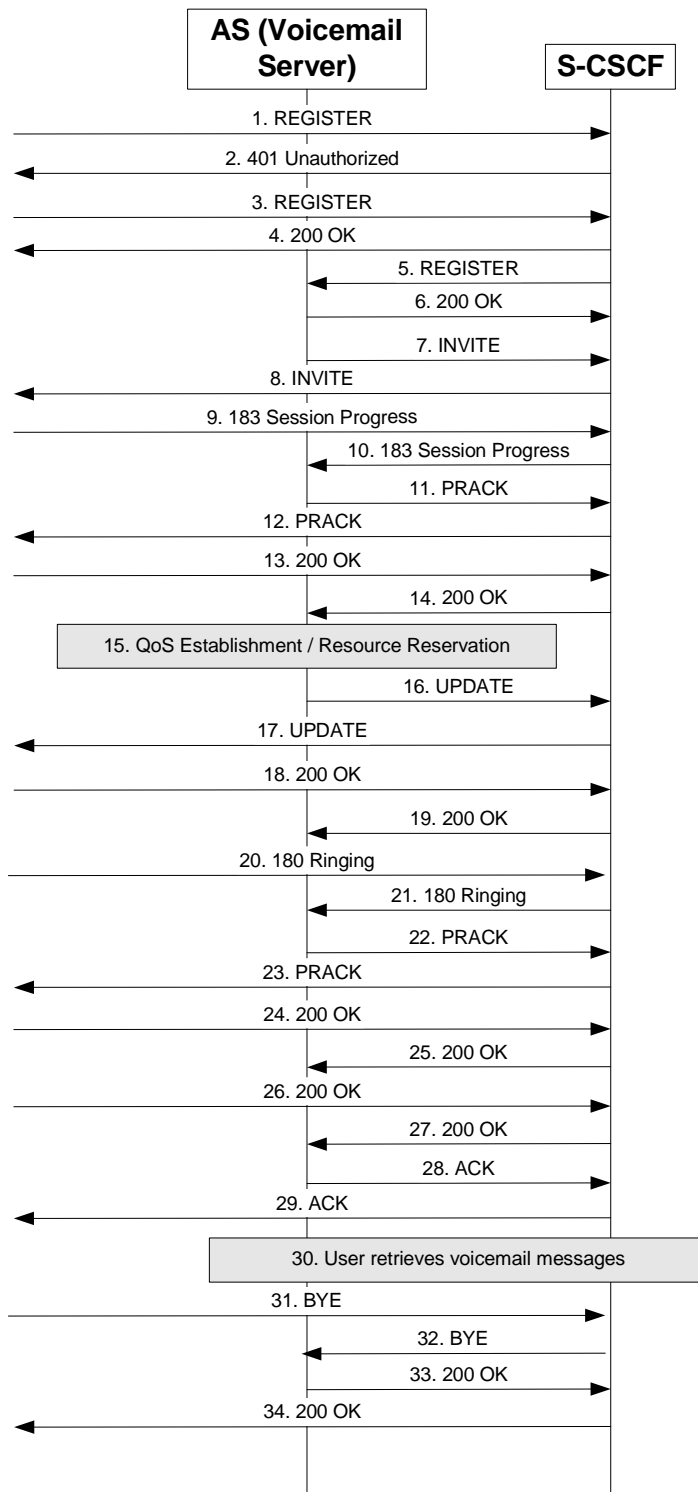 AS (Voicemail
Server)
S-CSCF
1. REGISTER
2. 401 Unauthorized
3. REGISTER
4. 200 OK
5. REGISTER
6. 200 OK
7. INVITE
8. INVITE
9. 183 Session Progress
10. 183 Session Progress
11. PRACK
12. PRACK
13. 200 OK
14. 200 OK
15. QoS Establishment / Resource Reservation
16. UPDATE
17. UPDATE
18. 200 OK
19. 200 OK
20. 180 Ringing
21. 180 Ringing
22. PRACK
23. PRACK
24. 200 OK
25. 200 OK
26. 200 OK
27. 200 OK
28. ACK
29. ACK
30. User retrieves voicemail messages
31. BYE
32. BYE
33. 200 OK
34. 200 OK